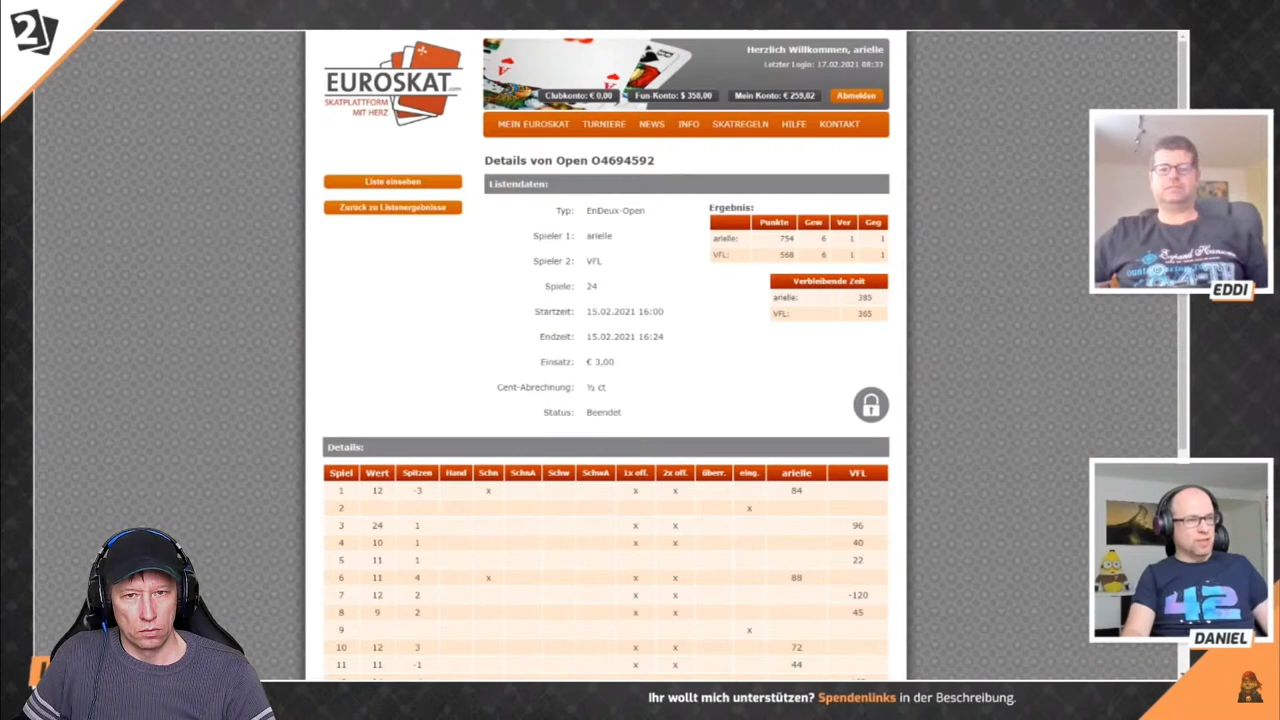 2
EUROSKAT.com
SKATPLATTFORM
MIT HERZ
Herzlich Willkommen, arielle
Letzter Login: 17.02.2021 08:33
Clubkonto: € 0,00 Fun-Konto: $ 358,00 Mein Konto: € 259,02 Abmelden
MEIN EUROSKAT TURNIERE NEWS INFO SKATREGELN HILFE KONTAKT
Details von Open O4694592
Liste einsehen
Zurück zu Listenergebnisse
Listendaten:
Typ: EnDeux-Open
Spieler 1: arielle
Spieler 2: VFL
Spiele: 24
Startzeit: 15.02.2021 16:00
Endzeit: 15.02.2021 16:24
Einsatz: € 3,00
Cent-Abrechnung: ½ ct
Status: Beendet
Ergebnis:
Punkte Gew Ver Geg
arielle: 754 6 1 1
VFL: 568 6 1 1
Verbleibende Zeit
arielle: 385
VFL: 365
Details:
Spiel Wert Spitzen Hand Schn SchnA Schw SchwA 1x off. 2x off. überr. eing. arielle VFL
1 12 -3 x x x 84
2 x
3 24 1 x x 96
4 10 1 x x 40
5 11 1 22
6 11 4 x x x 88
7 12 2 x x -120
8 9 2 x x 45
9 x
10 12 3 x x 72
11 11 -1 x x 44
EDDI
42
DANIEL
Ihr wollt mich unterstützen? Spendenlinks in der Beschreibung.